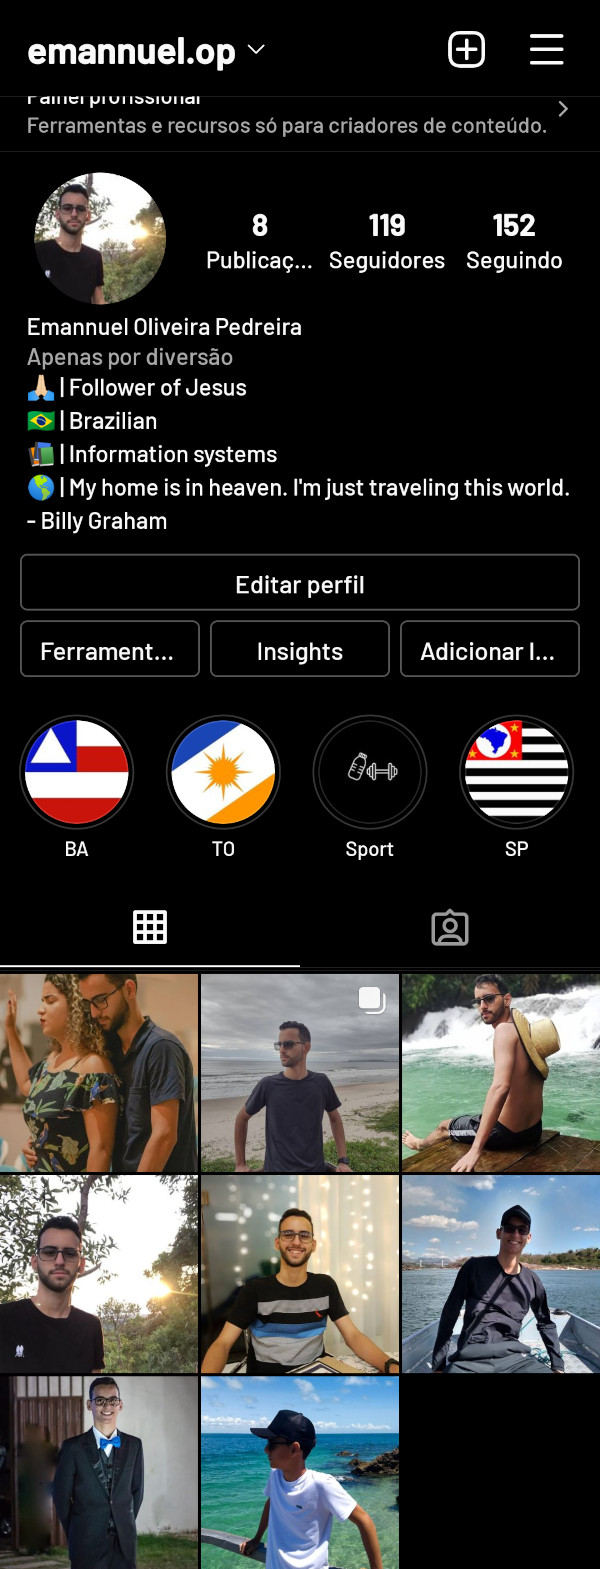 emannuel.op
Painel profissional
Ferramentas e recursos só para criadores de conteúdo.
8 119 152
Publicaç... Seguidores Seguindo
Emannuel Oliveira Pedreira
Apenas por diversão
🙏🏼 | Follower of Jesus
🇧🇷 | Brazilian
📚 | Information systems
🌎 | My home is in heaven. I'm just traveling this world.
- Billy Graham
Editar perfil
Ferrament... Insights Adicionar I...
BA TO Sport SP